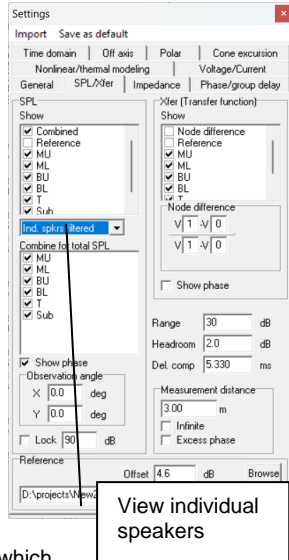 Settings
Import Save as default
Time domain Off axis Polar Cone excursion
Nonlinear/thermal modeling Voltage/Current
General SPL/Xfer Impedance Phase/group delay
SPL
Show
Combined
Reference
MU
ML
BU
BL
T
Sub
Ind. spkrs filtered
Combine for total SPL
MU
ML
BU
BL
T
Sub
Show phase
Observation angle
X 0.0 deg
Y 0.0 deg
Lock 90 dB
Xfer (Transfer function)
Show
Node difference
Reference
MU
ML
BU
BL
T
Node difference
V 1 -V 0
V 1 -V 0
Show phase
Range 30 dB
Headroom 2.0 dB
Del. comp 5.330 ms
Measurement distance
3.00 m
Infinite
Excess phase
Reference
Offset 4.6 dB Browse
D:\projects\New2
View individual
speakers
which